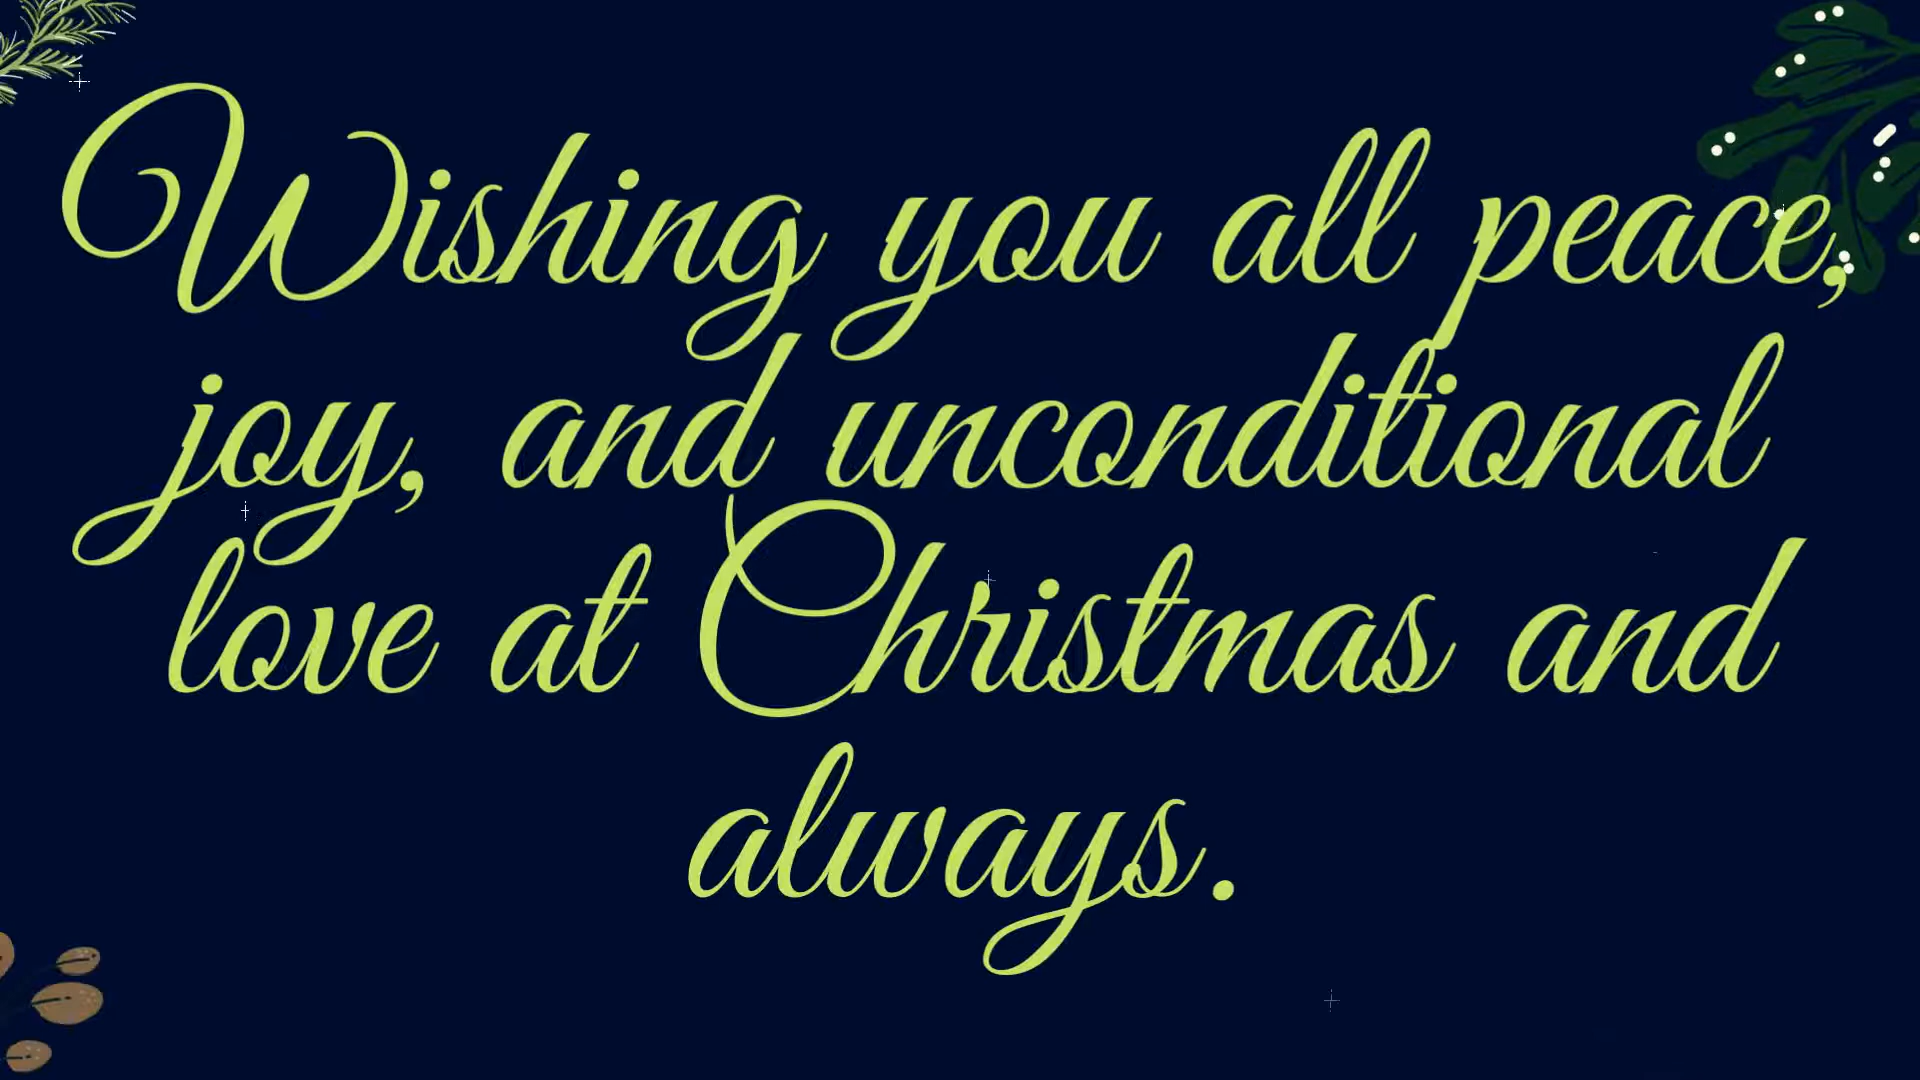 Wishing you all peace,
joy, and unconditional
love at Christmas and
always.